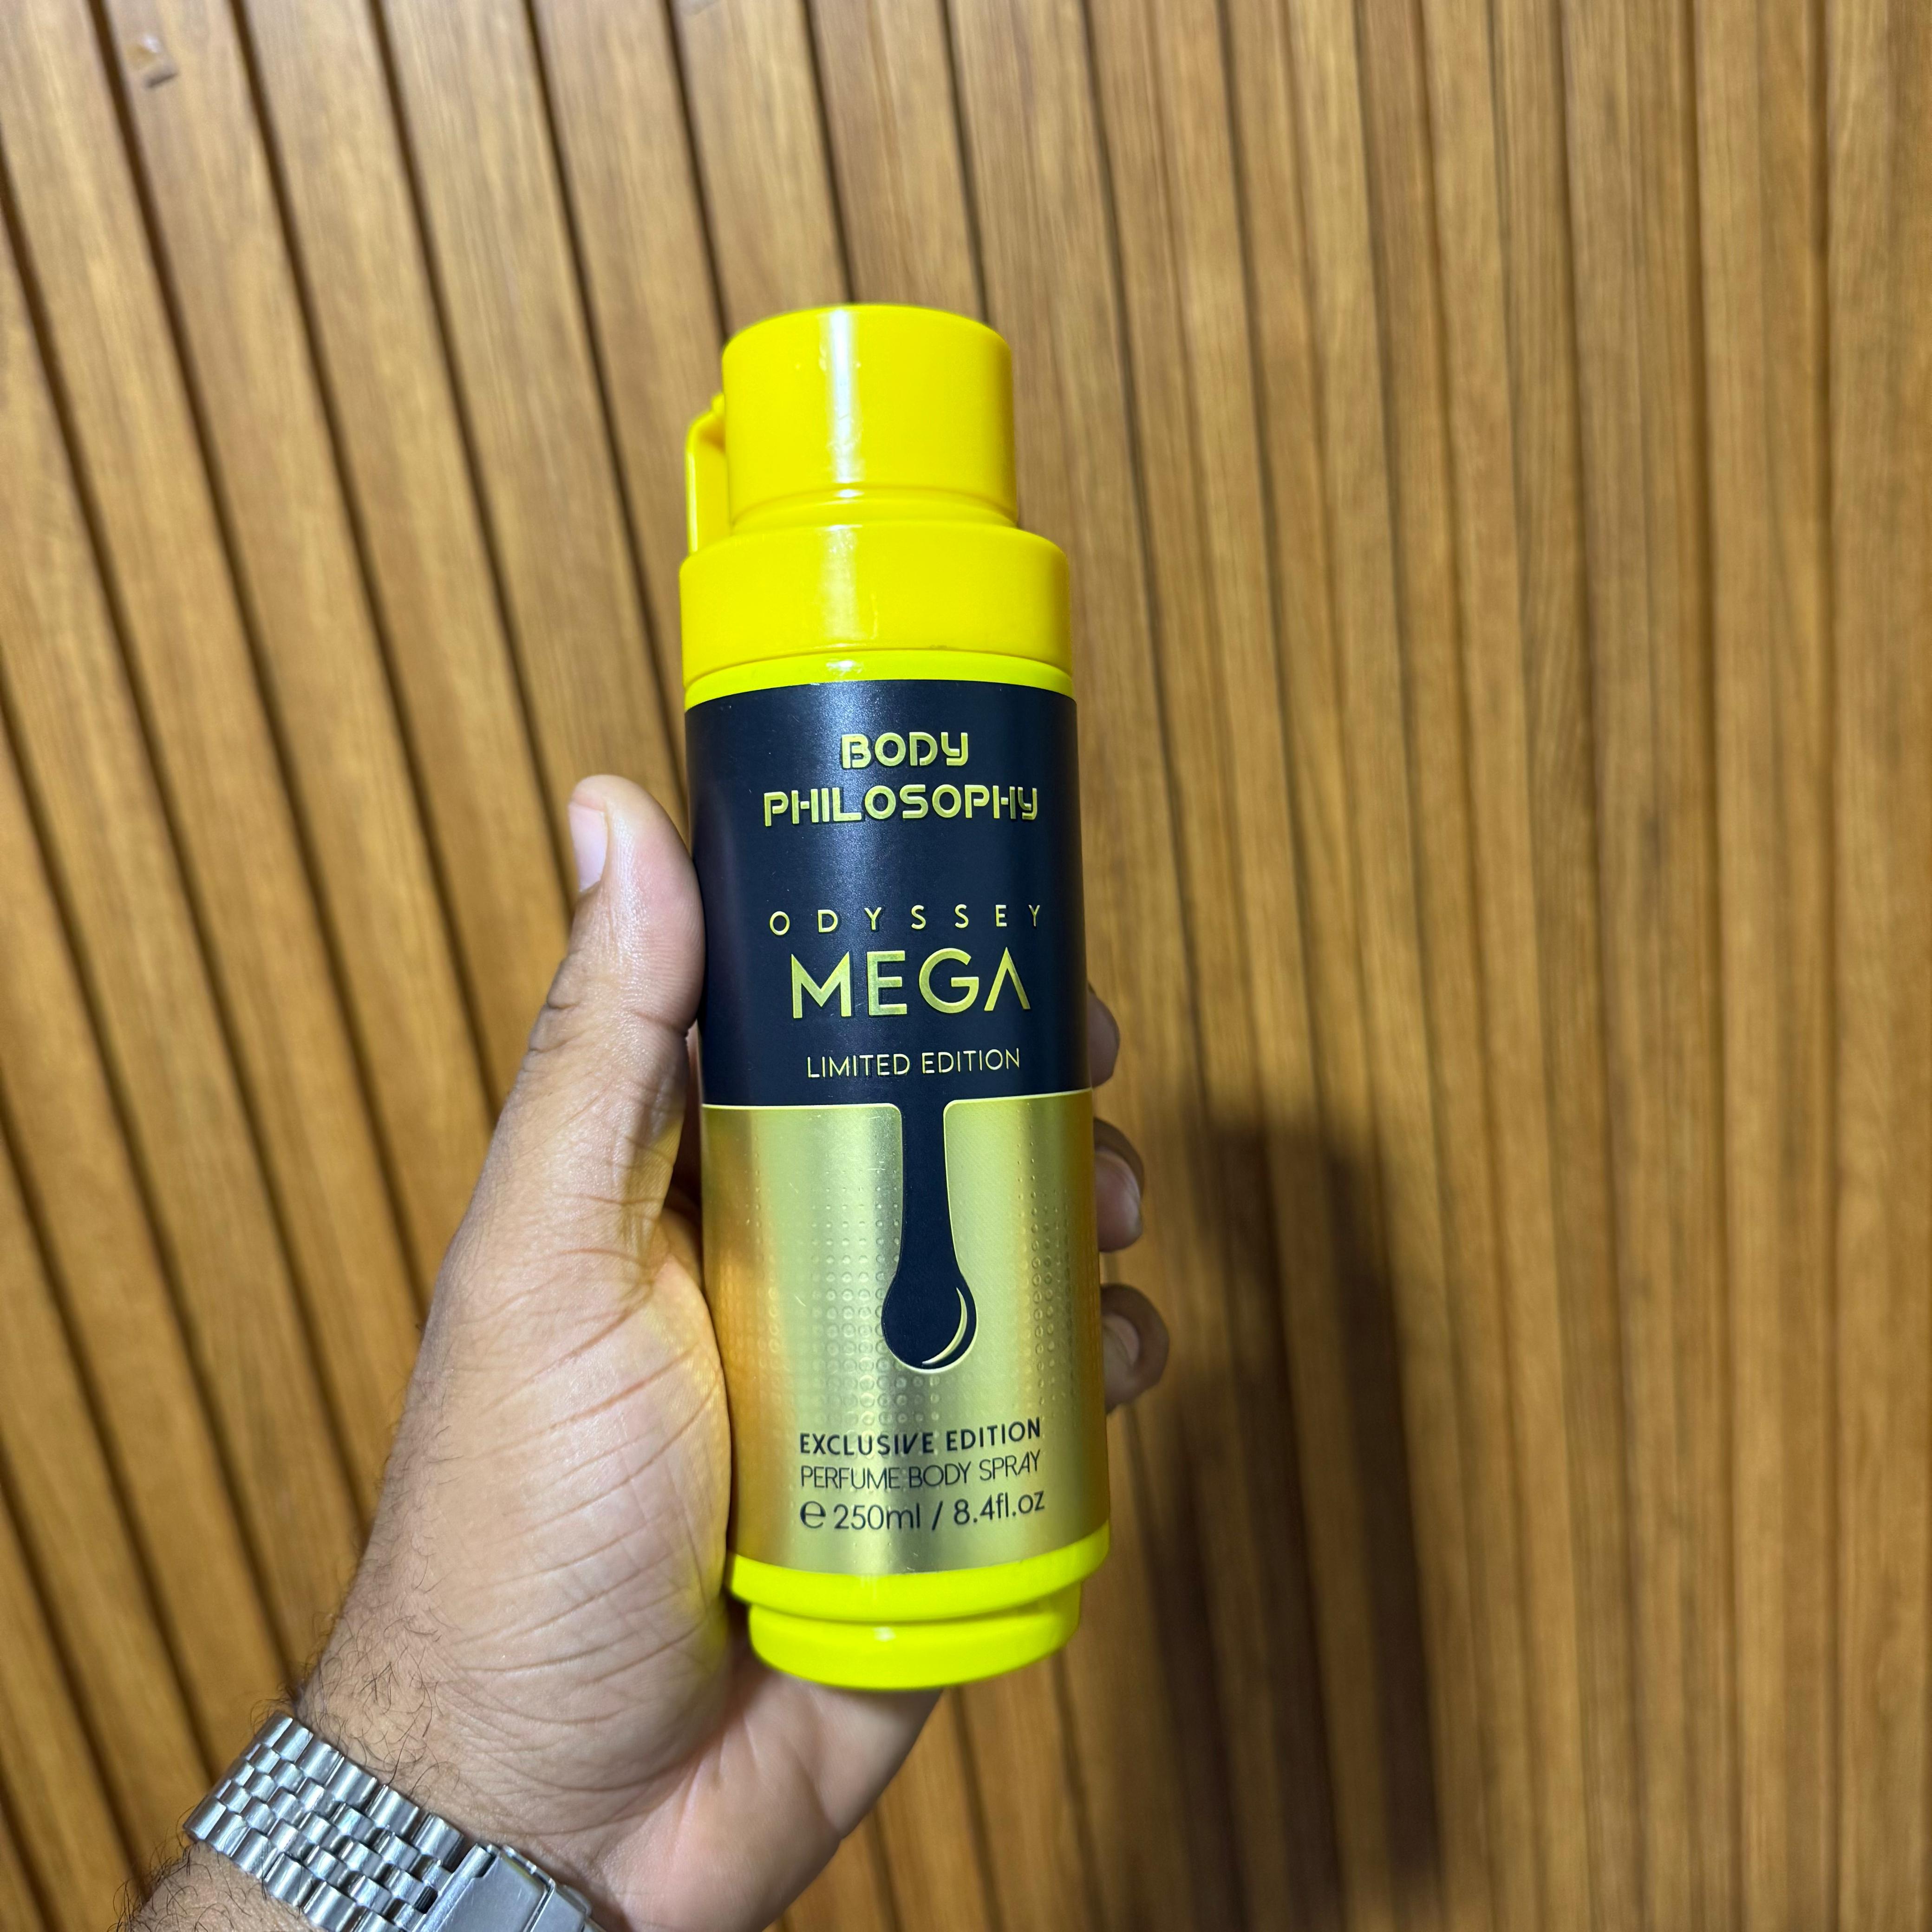 BODY
PHILOSOPHY
ODYSSEY
MEGA
LIMITED EDITION
EXCLUSIVE EDITION
PERFUME BODY SPRAY
℮ 250ml / 8.4fl.oz